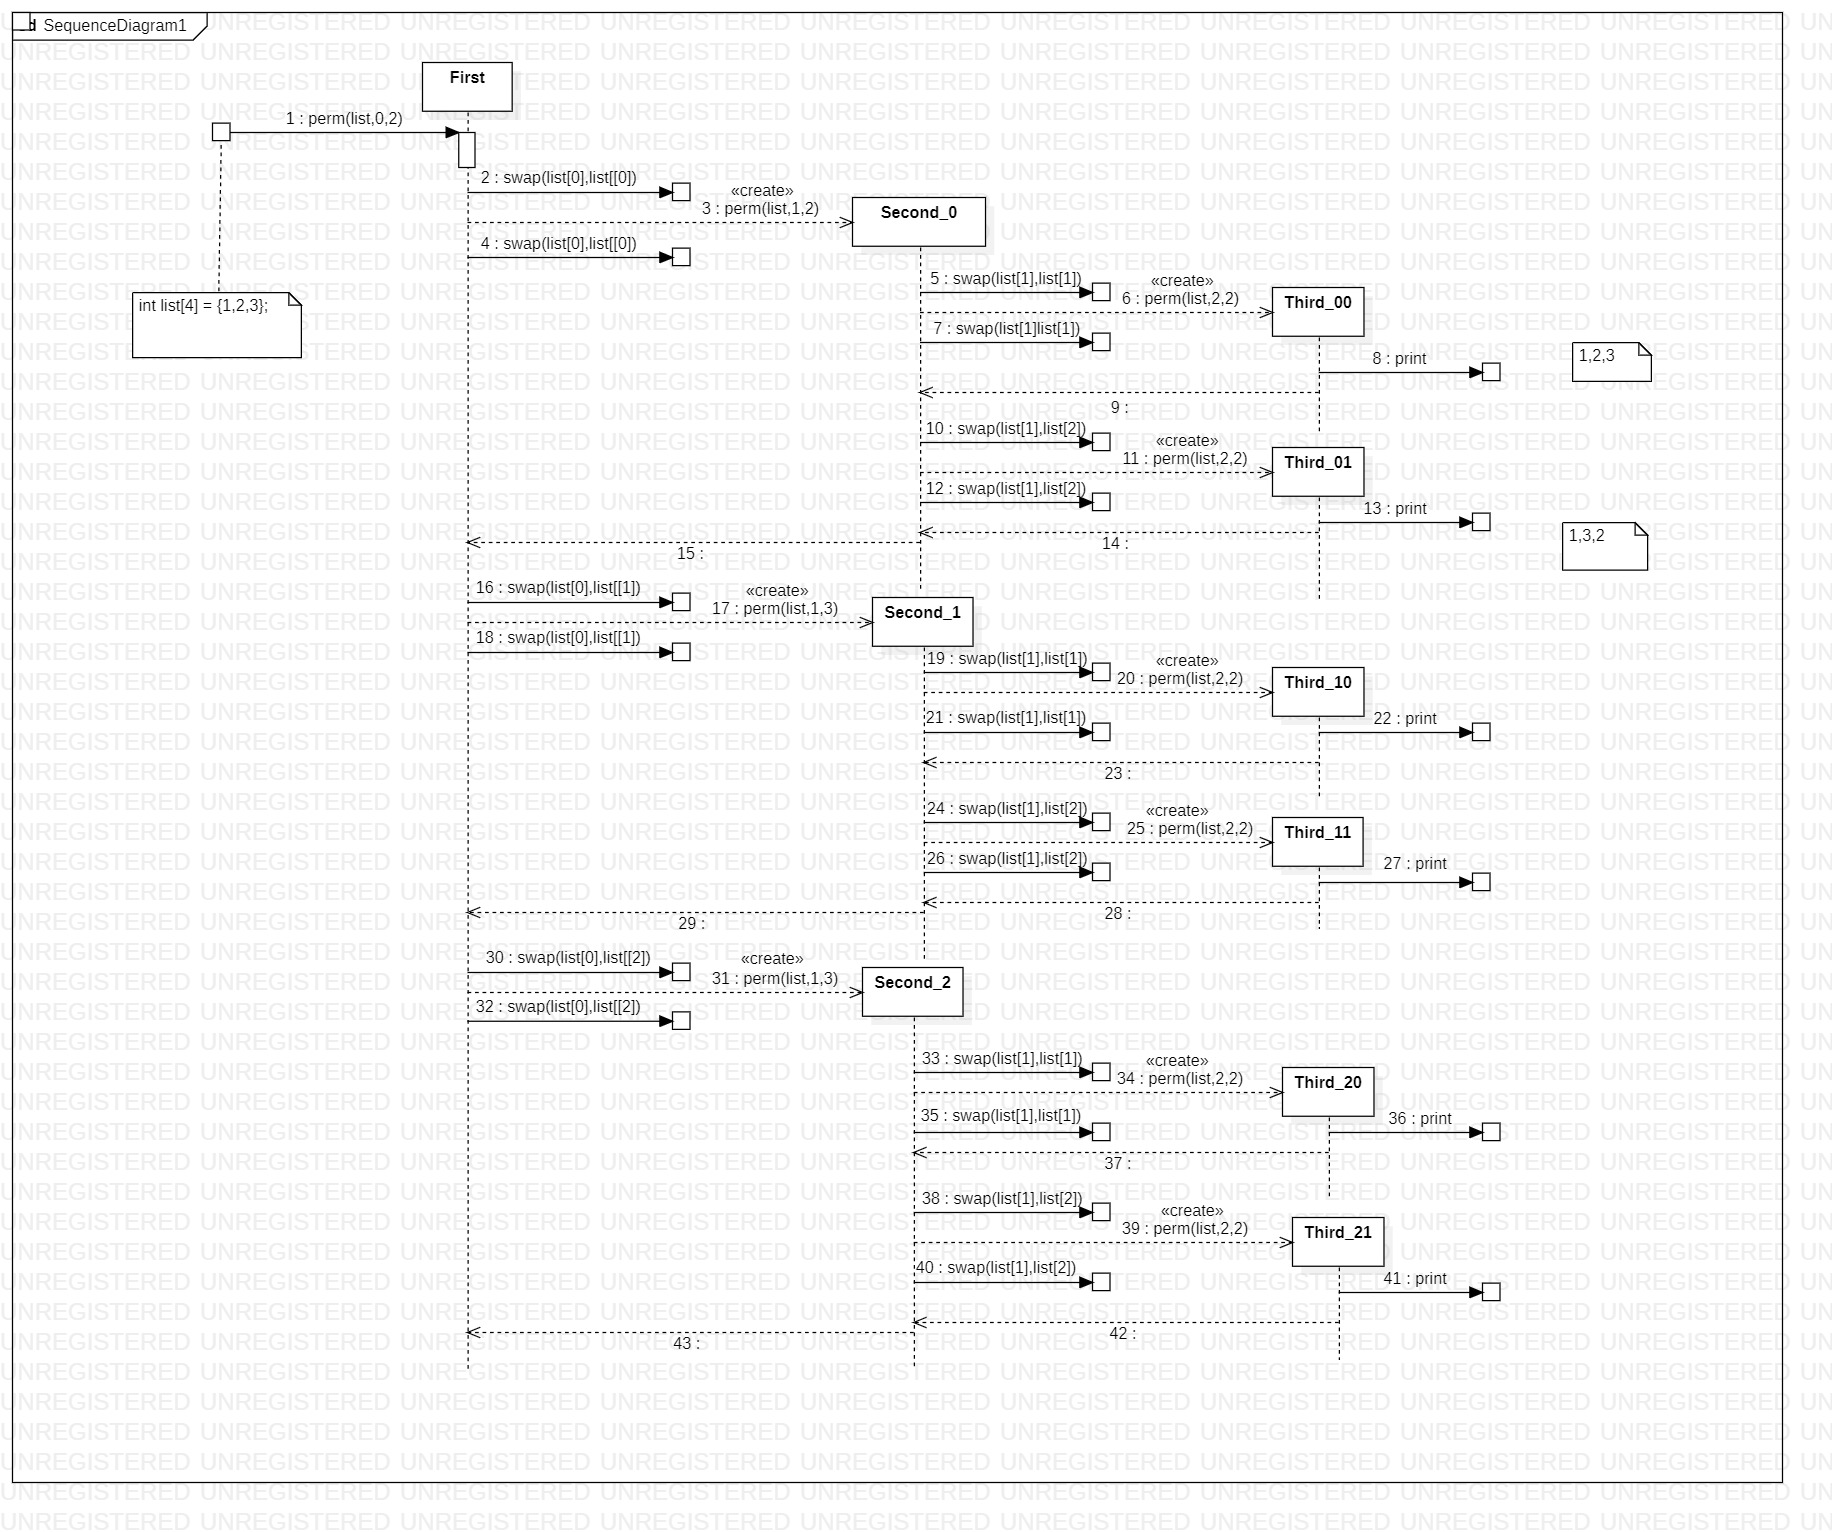 SequenceDiagram1
First
1 : perm(list,0,2)
2 : swap(list[0],list[[0])
«create»
3 : perm(list,1,2)
Second_0
4 : swap(list[0],list[[0])
int list[4] = {1,2,3};
5 : swap(list[1],list[1])
«create»
6 : perm(list,2,2)
Third_00
7 : swap(list[1]list[1])
8 : print
1,2,3
9 :
10 : swap(list[1],list[2])
«create»
11 : perm(list,2,2)
Third_01
12 : swap(list[1],list[2])
13 : print
14 :
1,3,2
15 :
16 : swap(list[0],list[[1])
«create»
17 : perm(list,1,3)
Second_1
18 : swap(list[0],list[[1])
19 : swap(list[1],list[1])
«create»
20 : perm(list,2,2)
Third_10
21 : swap(list[1],list[1])
22 : print
23 :
24 : swap(list[1],list[2])
«create»
25 : perm(list,2,2)
Third_11
26 : swap(list[1],list[2])
27 : print
28 :
29 :
30 : swap(list[0],list[[2])
«create»
31 : perm(list,1,3)
Second_2
32 : swap(list[0],list[[2])
33 : swap(list[1],list[1])
«create»
34 : perm(list,2,2)
Third_20
35 : swap(list[1],list[1])
36 : print
37 :
38 : swap(list[1],list[2])
«create»
39 : perm(list,2,2)
Third_21
40 : swap(list[1],list[2])
41 : print
42 :
43 :
UNREGISTERED